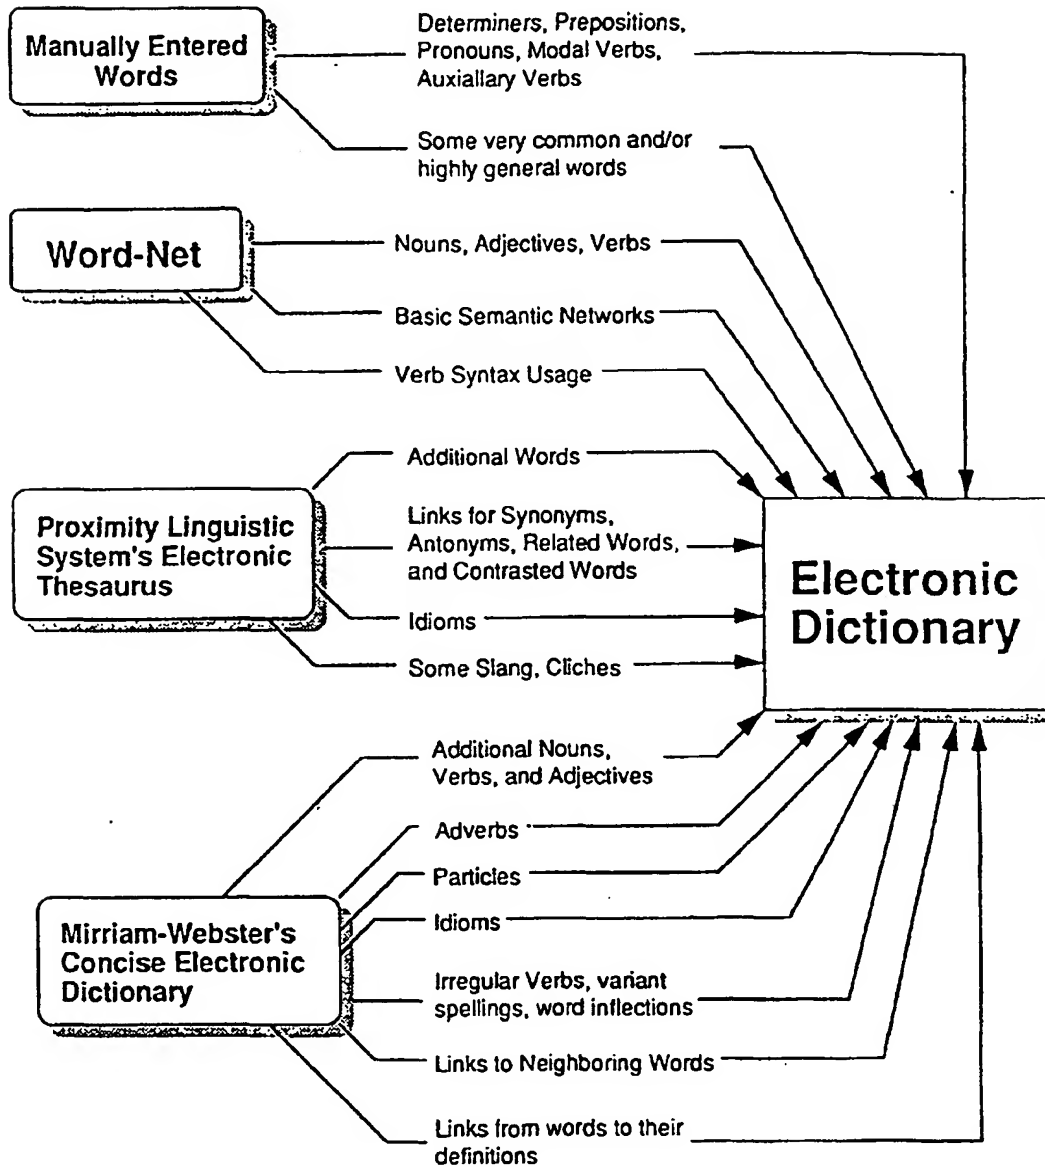 Manually Entered
Words
Determiners, Prepositions,
Pronouns, Modal Verbs,
Auxiallary Verbs
Some very common and/or
highly general words
Word-Net
Nouns, Adjectives, Verbs
Basic Semantic Networks
Verb Syntax Usage
Additional Words
Proximity Linguistic
System's Electronic
Thesaurus
Links for Synonyms,
Antonyms, Related Words,
and Contrasted Words
Idioms
Some Slang, Cliches
Electronic
Dictionary
Additional Nouns,
Verbs, and Adjectives
Adverbs
Particles
Idioms
Mirriam-Webster's
Concise Electronic
Dictionary
Irregular Verbs, variant
spellings, word inflections
Links to Neighboring Words
Links from words to their
definitions